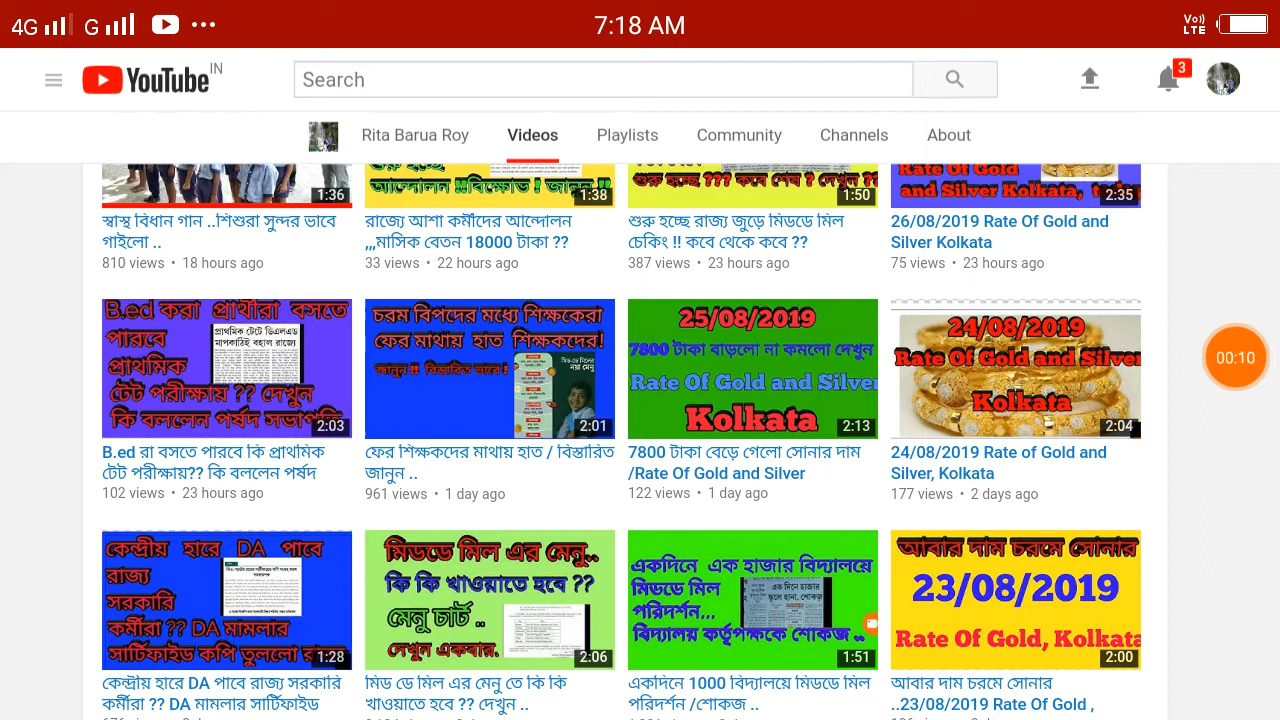 4G G 7:18 AM Vo)) LTE
YouTube IN Search 3
Rita Barua Roy Videos Playlists Community Channels About
1:36
আন্দোলন !!বিক্ষোভ ! জানুন !!
1:38
শুরু হচ্ছে ??? কবে শেষ ? দেখুন ??
1:50
Rate Of Gold
and Silver Kolkata,
2:35
স্বাস্থ বিধান গান ..শিশুরা সুন্দর ভাবে
গাইলো ..
810 views • 18 hours ago
রাজ্যে আশা কর্মীদের আন্দোলন
,,,মাসিক বেতন 18000 টাকা ??
33 views • 22 hours ago
শুরু হচ্ছে রাজ্য জুড়ে মিডডে মিল
চেকিং !! কবে থেকে কবে ??
387 views • 23 hours ago
26/08/2019 Rate Of Gold and
Silver Kolkata
75 views • 23 hours ago
B.ed করা প্রার্থীরা বসতে
পারবে
প্রাথমিক
টেট পরীক্ষায় ?? দেখুন
কি বললেন পর্ষদ সভাপতি
প্রাথমিক টেটে ডিএলএড
মাপকাঠিই বহাল রাজ্যে
2:03
চরম বিপদের মধ্যে শিক্ষকেরা
ফের মাথায় হাত শিক্ষকদের!
জানুন !! বিস্তারিত ভাবে !
মিড-ডে মিলের
নয়া মেনু
2:01
25/08/2019
7800 টাকা বাড়লো না কমলো দেখুন
Rate Of Gold and Silver
Kolkata
2:13
24/08/2019
Rate Of Gold and Silver
Kolkata
2:04
B.ed রা বসতে পারবে কি প্রাথমিক
টেট পরীক্ষায়?? কি বললেন পর্ষদ
102 views • 23 hours ago
ফের শিক্ষকদের মাথায় হাত / বিস্তারিত
জানুন ..
961 views • 1 day ago
7800 টাকা বেড়ে গেলো সোনার দাম
/Rate Of Gold and Silver
122 views • 1 day ago
24/08/2019 Rate of Gold and
Silver, Kolkata
177 views • 2 days ago
00:10
কেন্দ্রীয় হারে DA পাবে
রাজ্য
সরকারি
কর্মীরা ?? DA মামলার
সার্টিফাইড কপি তুললো
1:28
মিডডে মিল এর মেনু..
কি কি খাওয়াতে হবে ??
মেনু চার্ট ..
দেখুন একবার.
2:06
একদিনে এক হাজার বিদ্যালয়ে
মিডডে মিল
পরিদর্শন,,,
বিদ্যালয় কর্তৃপক্ষকে শোকজ ..
1:51
আবার দাম চরমে সোনার
23/08/2019
Rate Of Gold, Kolkata
2:00
কেন্দ্রীয় হারে DA পাবে রাজ্য সরকারি
কর্মীরা ?? DA মামলার সার্টিফাইড
মিড ডে মিল এর মেনু তে কি কি
খাওয়াতে হবে ?? দেখুন ..
একদিনে 1000 বিদ্যালয়ে মিডডে মিল
পরিদর্শন /শোকজ ..
আবার দাম চরমে সোনার
..23/08/2019 Rate Of Gold ,